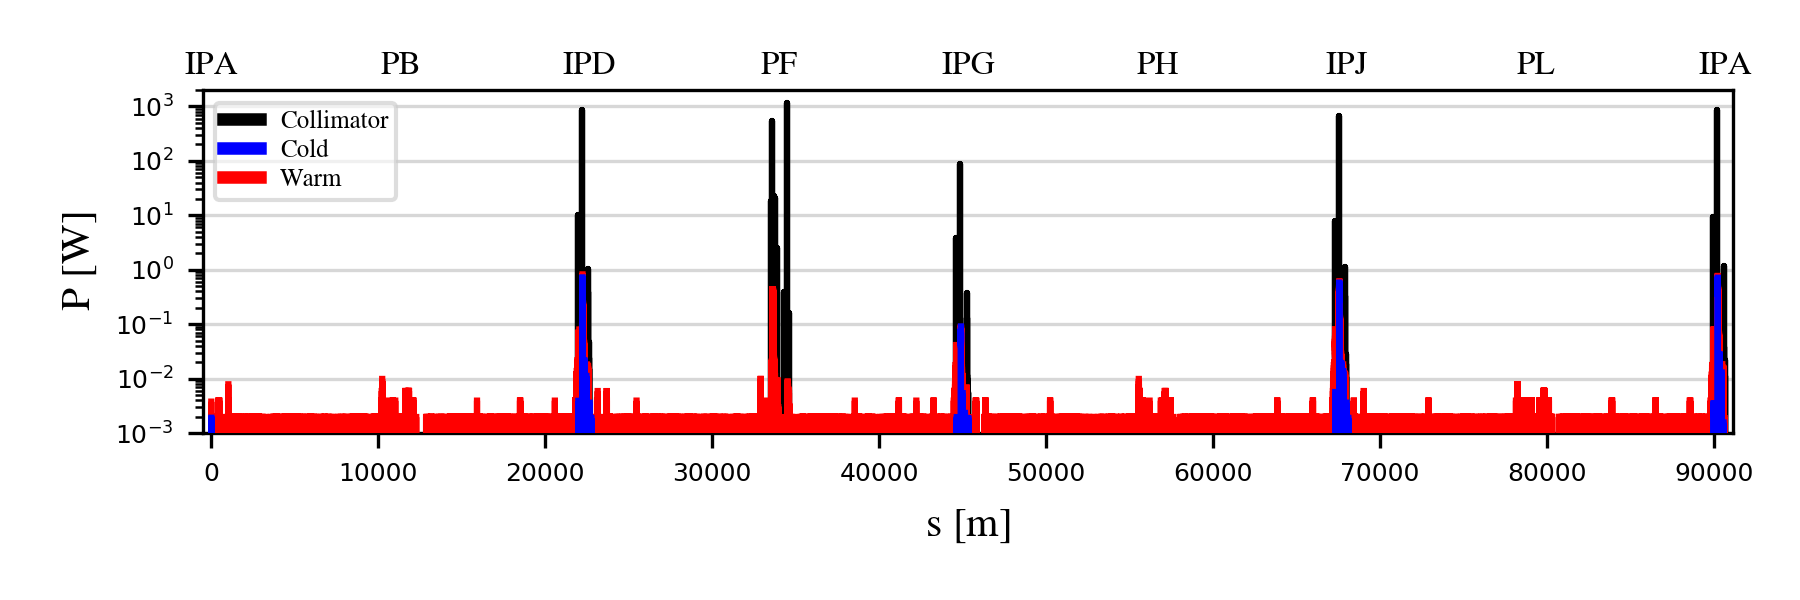 IPA PB IPD PF IPG PH IPJ PL IPA
10³
10²
10¹
10⁰
10⁻¹
10⁻²
10⁻³
P [W]
Collimator
Cold
Warm
0 10000 20000 30000 40000 50000 60000 70000 80000 90000
s [m]